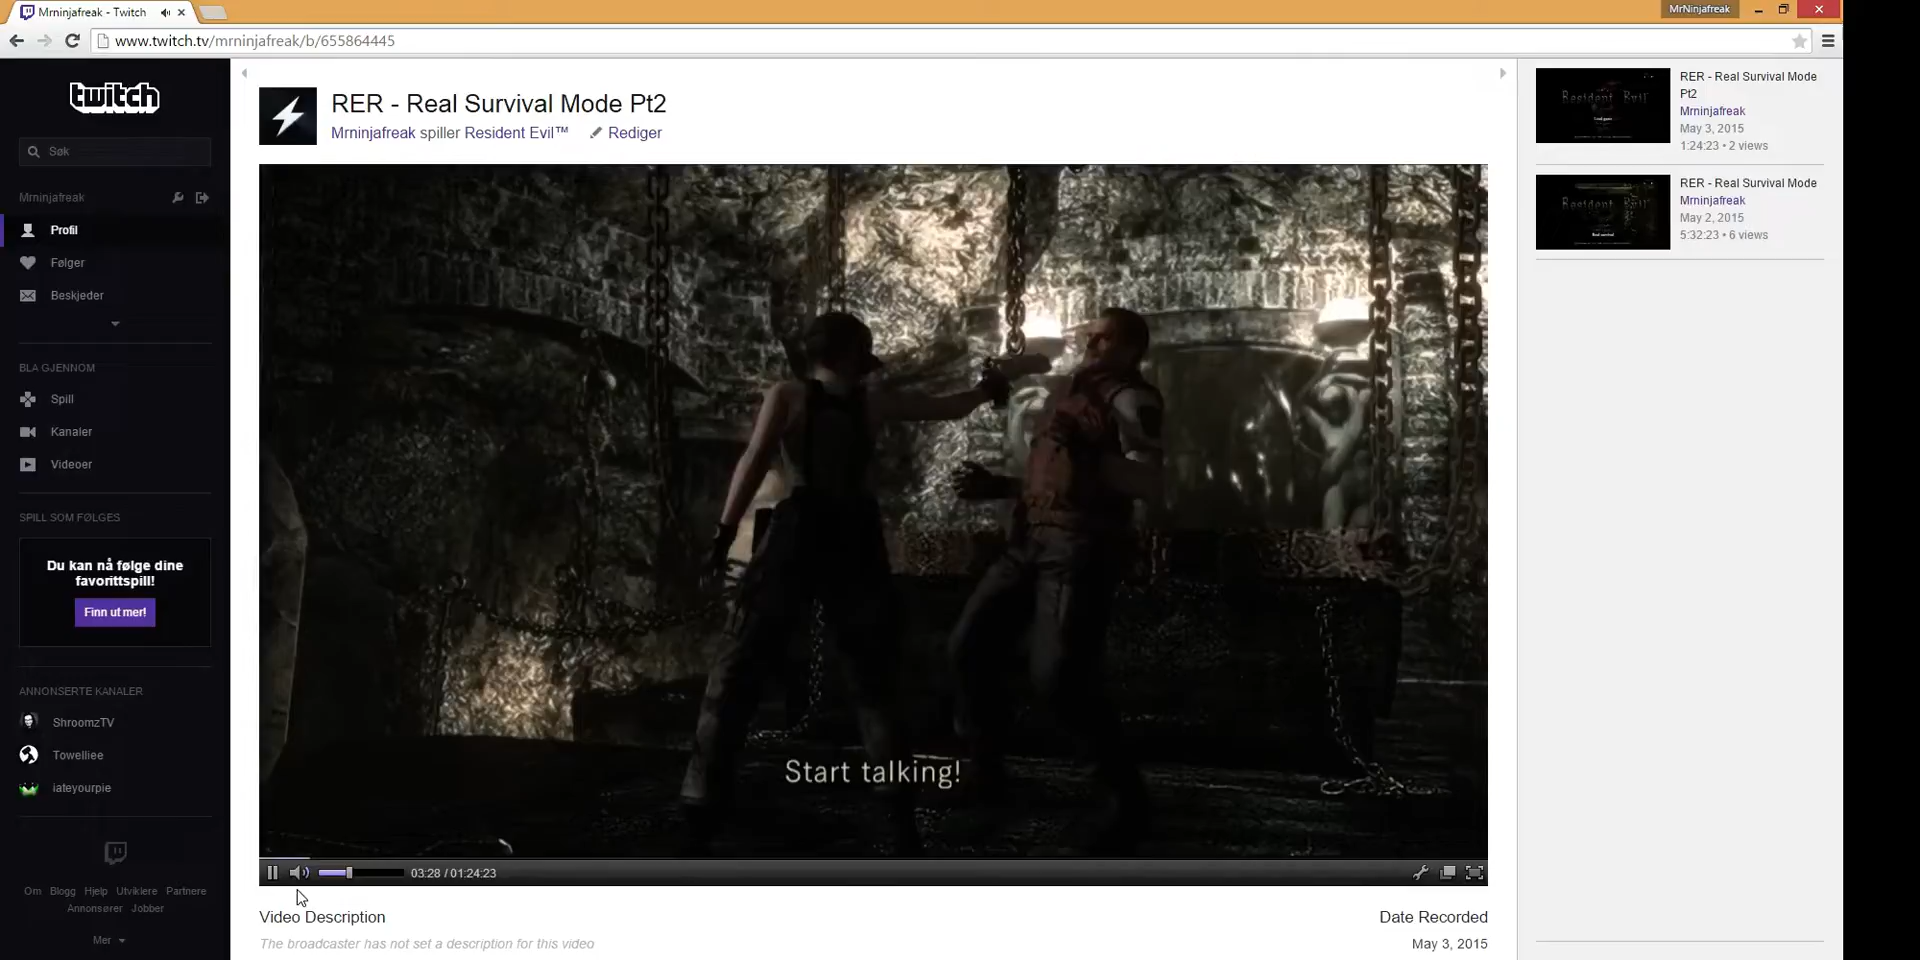 Mrninjafreak - Twitch
MrNinjafreak
www.twitch.tv/mrninjafreak/b/655864445
twitch
Søk
Mrninjafreak
Profil
Følger
Beskjeder
BLA GJENNOM
Spill
Kanaler
Videoer
SPILL SOM FØLGES
Du kan nå følge dine
favorittspill!
Finn ut mer!
ANNONSERTE KANALER
ShroomzTV
Towelliee
iateyourpie
Om Blogg Hjelp Utviklere Partnere
Annonsører Jobber
Mer
RER - Real Survival Mode Pt2
Mrninjafreak spiller Resident Evil™ Rediger
Start talking!
03:28 / 01:24:23
Video Description
Date Recorded
The broadcaster has not set a description for this video
May 3, 2015
Resident Evil
RER - Real Survival Mode
Pt2
Mrninjafreak
May 3, 2015
1:24:23 • 2 views
Resident Evil
RER - Real Survival Mode
Mrninjafreak
May 2, 2015
5:32:23 • 6 views